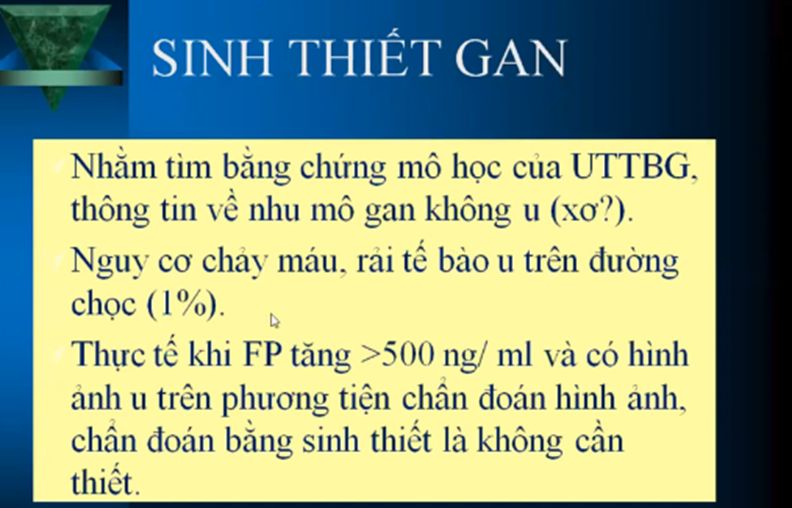 SINH THIẾT GAN
Nhằm tìm bằng chứng mô học của UTTBG,
thông tin về nhu mô gan không u (xơ?).
Nguy cơ chảy máu, rải tế bào u trên đường
chọc (1%).
Thực tế khi FP tăng >500 ng/ ml và có hình
ảnh u trên phương tiện chẩn đoán hình ảnh,
chẩn đoán bằng sinh thiết là không cần
thiết.